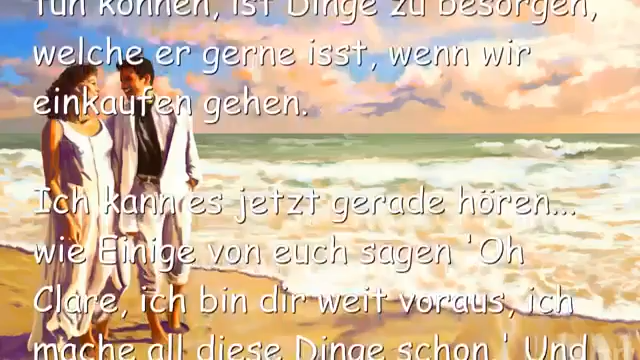 tun können, ist Dinge zu besorgen,
welche er gerne isst, wenn wir
einkaufen gehen.
Ich kann es jetzt gerade hören...
wie Einige von euch sagen 'Oh
Clare, ich bin dir weit voraus, ich
mache all diese Dinge schon.' Und